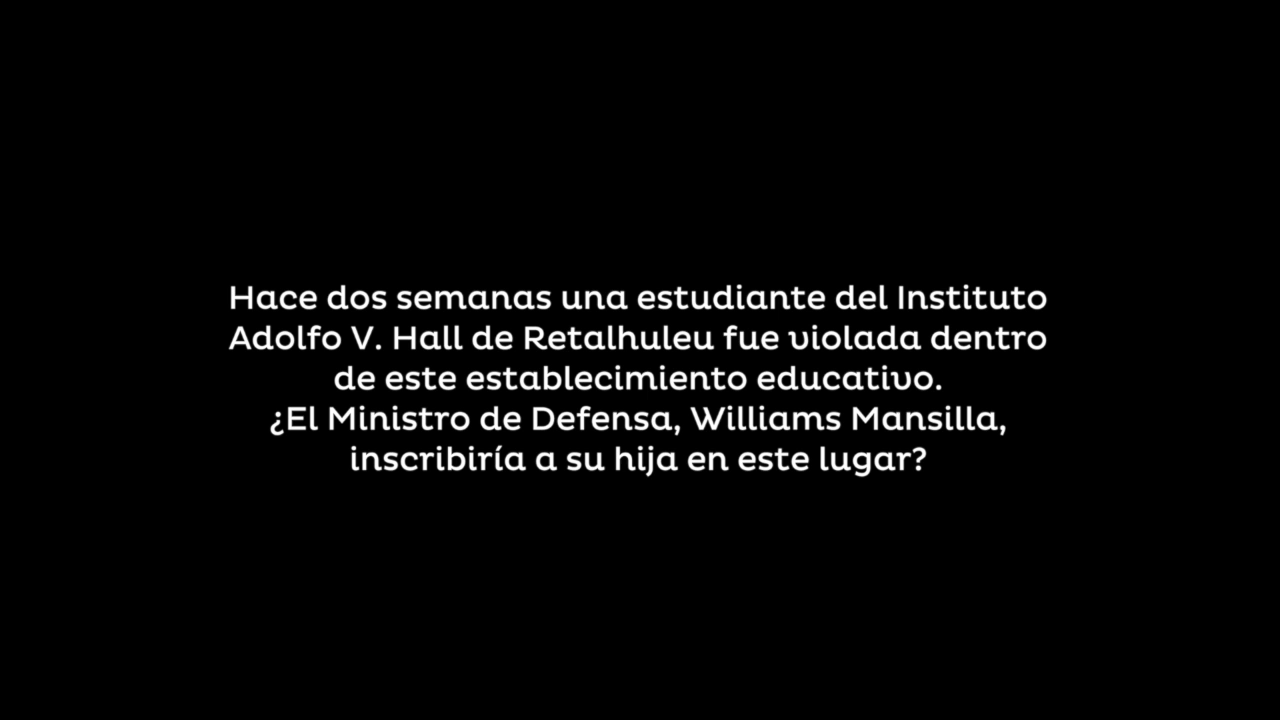 Hace dos semanas una estudiante del Instituto
Adolfo V. Hall de Retalhuleu fue violada dentro
de este establecimiento educativo.
¿El Ministro de Defensa, Williams Mansilla,
inscribiría a su hija en este lugar?